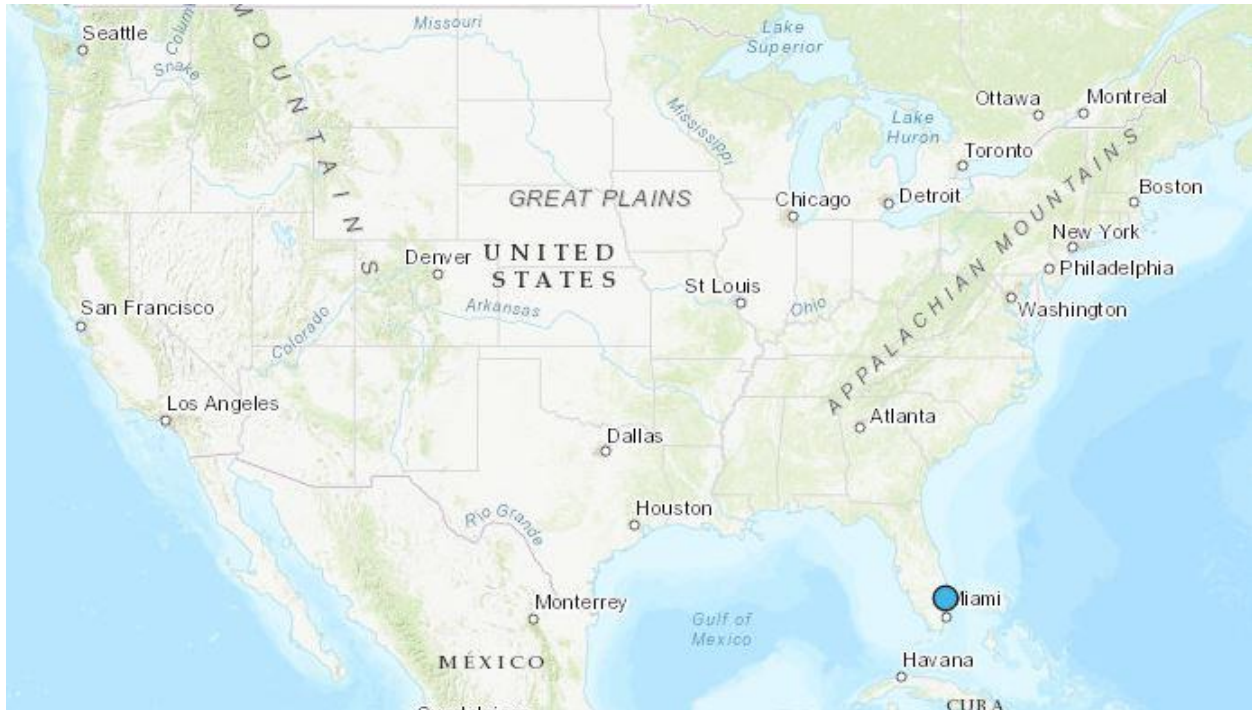 Seattle
Columb
Snake
MOUNTAINS
Missouri
Lake
Superior
Mississippi
Ottawa
Montreal
Lake
Huron
Toronto
GREAT PLAINS
Chicago
Detroit
Boston
New York
Denver
UNITED
STATES
APPALACHIAN MOUNTAINS
Philadelphia
St Louis
San Francisco
Colorado
Arkansas
Ohio
Washington
Los Angeles
Atlanta
Dallas
Houston
Rio Grande
Monterrey
Miami
Gulf of
Mexico
MÉXICO
Havana
CUBA